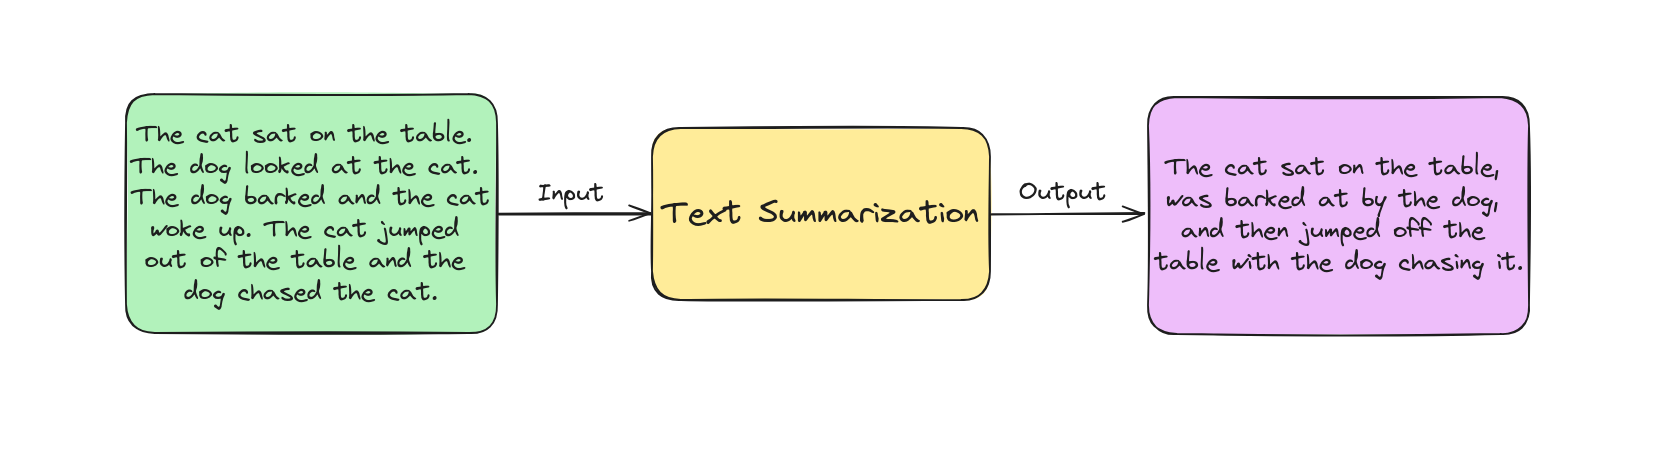 The cat sat on the table.
The dog looked at the cat.
The dog barked and the cat
woke up. The cat jumped
out of the table and the
dog chased the cat.
Input
Text Summarization
Output
The cat sat on the table,
was barked at by the dog,
and then jumped off the
table with the dog chasing it.